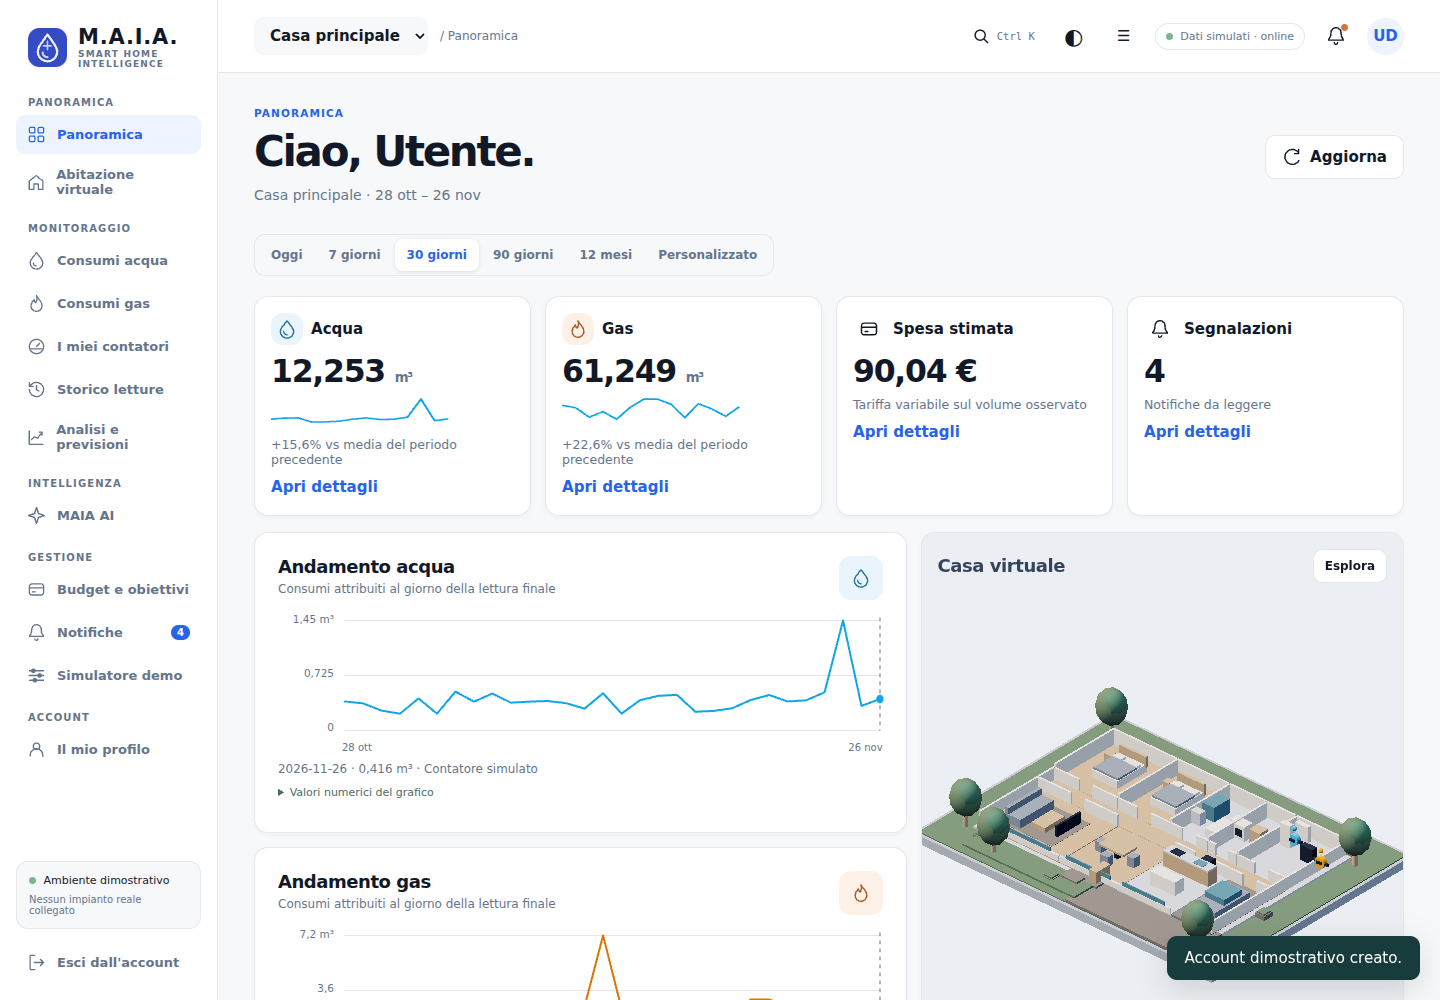 M.A.I.A.
SMART HOME
INTELLIGENCE
PANORAMICA
Panoramica
Abitazione
virtuale
MONITORAGGIO
Consumi acqua
Consumi gas
I miei contatori
Storico letture
Analisi e
previsioni
INTELLIGENZA
MAIA AI
GESTIONE
Budget e obiettivi
Notifiche 4
Simulatore demo
ACCOUNT
Il mio profilo
Ambiente dimostrativo
Nessun impianto reale
collegato
Esci dall'account
Casa principale / Panoramica
Ctrl K
Dati simulati · online
UD
PANORAMICA
Ciao, Utente.
Casa principale · 28 ott – 26 nov
Aggiorna
Oggi 7 giorni 30 giorni 90 giorni 12 mesi Personalizzato
Acqua
12,253 m³
+15,6% vs media del periodo
precedente
Apri dettagli
Gas
61,249 m³
+22,6% vs media del periodo
precedente
Apri dettagli
Spesa stimata
90,04 €
Tariffa variabile sul volume osservato
Apri dettagli
Segnalazioni
4
Notifiche da leggere
Apri dettagli
Andamento acqua
Consumi attribuiti al giorno della lettura finale
1,45 m³
0,725
0
28 ott 26 nov
2026-11-26 · 0,416 m³ · Contatore simulato
Valori numerici del grafico
Casa virtuale
Esplora
Andamento gas
Consumi attribuiti al giorno della lettura finale
7,2 m³
3,6
Account dimostrativo creato.